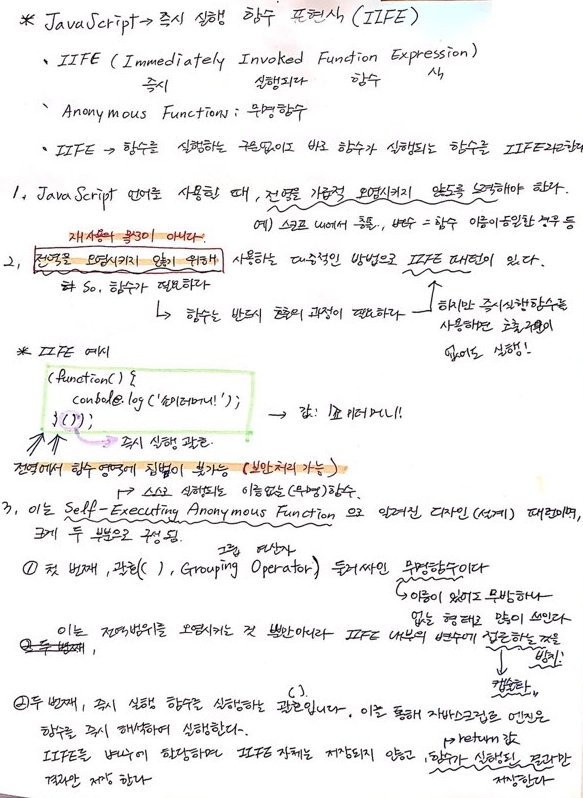 * JavaScript → 즉시 실행 함수 표현식 (IIFE)
· IIFE ( Immediately Invoked Function Expression)
즉시 실행되다 함수 식
· Anonymous Functions : 무명함수
· IIFE → 함수를 실행하는 구문없이도 바로 함수가 실행되는 함수를 IIFE라고한다
1. JavaScript 언어를 사용할 때, 전역을 가급적 오염시키지 않도록 노력해야 한다.
예) 스코프 내에서 충돌, 변수 = 함수 이름이 동일한 경우 등
재사용의 목적이 아니다.
2. 전역을 오염시키지 않기 위해 사용하는 대중적인 방법으로 IIFE 패턴이 있다.
So, 함수가 필요하다
↳ 함수는 반드시 호출의 과정이 필요하다
하지만 즉시실행함수를
사용하면 호출구문이
없어도 실행!
* IIFE 예시
(function() {
console.log('쇼미더머니!');
}());
→ 값: 쇼미더머니!
즉시 실행 괄호
전역에서 함수 영역에 침범이 불가능 (보안처리 가능)
↱ 스스로 실행되는 이름없는(무명) 함수.
3. 이는 Self-Executing Anonymous Function 으로 알려진 디자인(설계) 패턴이며,
크게 두 부분으로 구성됨.
그룹 연산자
① 첫 번째, 괄호( ( ), Grouping Operator) 둘러싸인 무명함수이다
이름이 있어도 무방하나
없는 형태로 많이 쓰인다
이는 전역범위를 오염시키는 것 뿐만아니라 IIFE 내부의 변수에 접근하는 것을
② 두 번째,
방지!
캡슐화
② 두 번째, 즉시 실행 함수를 실행하는 괄호입니다. 이를 통해 자바스크립트 엔진은
( ).
함수를 즉시 해석하여 실행한다.
↱ return 값
IIFE를 변수에 할당하면 IIFE 자체는 저장되지 않고, 함수가 실행된 결과만
결과만 저장 한다
저장한다